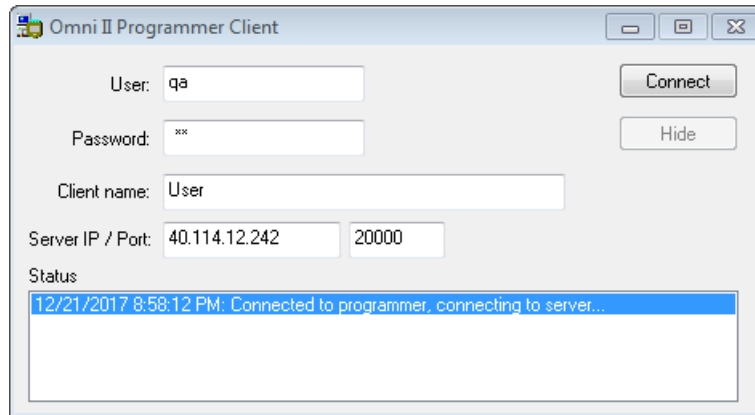 Omni II Programmer Client
User: qa
Connect
Password: **
Hide
Client name: User
Server IP / Port: 40.114.12.242 20000
Status
12/21/2017 8:58:12 PM: Connected to programmer, connecting to server...